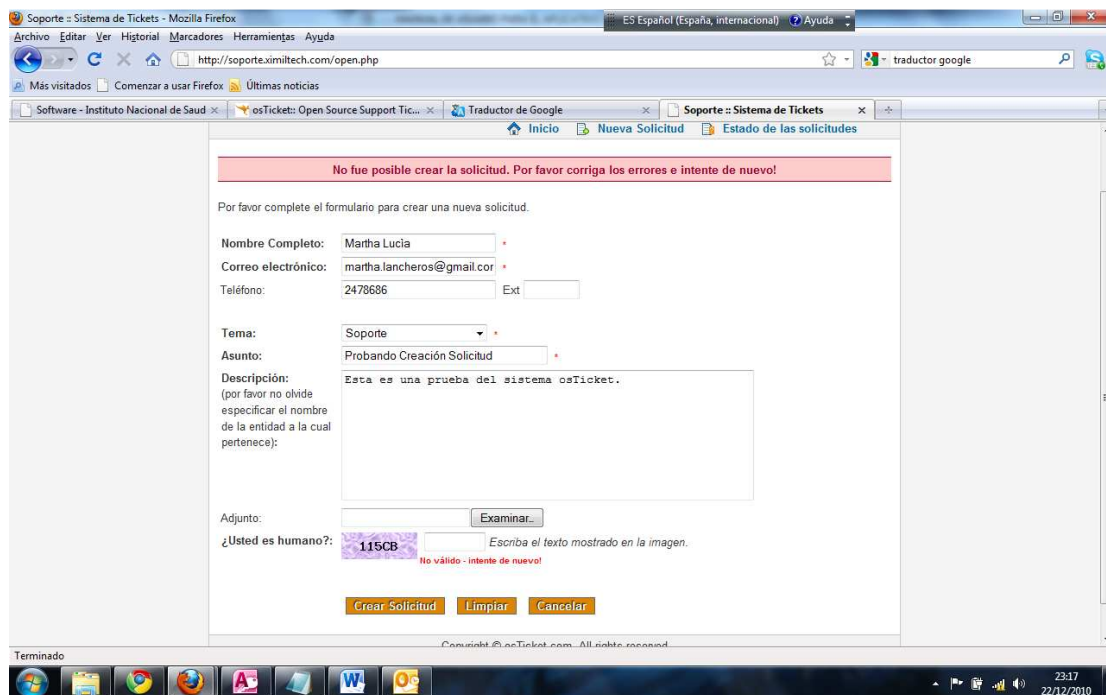 Soporte :: Sistema de Tickets - Mozilla Firefox
ES Español (España, internacional) Ayuda
Archivo Editar Ver Historial Marcadores Herramientas Ayuda
http://soporte.ximiltech.com/open.php
traductor google
Más visitados Comenzar a usar Firefox Últimas noticias
Software - Instituto Nacional de Saud
osTicket:: Open Source Support Tic...
Traductor de Google
Soporte :: Sistema de Tickets
Inicio Nueva Solicitud Estado de las solicitudes
No fue posible crear la solicitud. Por favor corriga los errores e intente de nuevo!
Por favor complete el formulario para crear una nueva solicitud.
Nombre Completo: Martha Lucìa *
Correo electrónico: martha.lancheros@gmail.cor *
Teléfono: 2478686 Ext
Tema: Soporte *
Asunto: Probando Creación Solicitud *
Descripción: Esta es una prueba del sistema osTicket.
(por favor no olvide
especificar el nombre
de la entidad a la cual
pertenece):
Adjunto: Examinar..
¿Usted es humano?: 115CB Escriba el texto mostrado en la imagen.
No válido - intente de nuevo!
Crear Solicitud Limpiar Cancelar
Copyright © osTicket.com. All rights reserved.
Terminado
23:17
22/12/2010